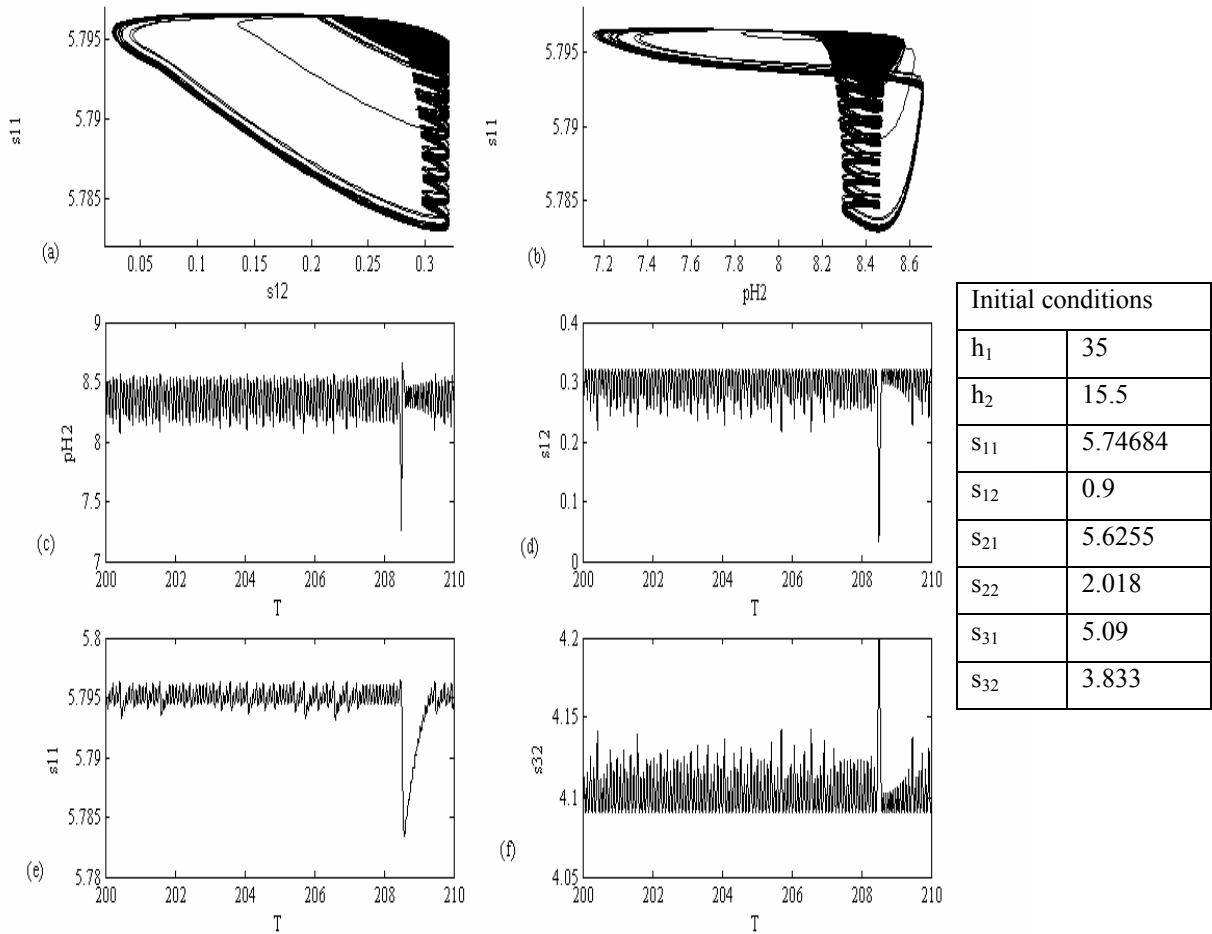 5.795
5.79
5.785
s11
0.05 0.1 0.15 0.2 0.25 0.3
(a)
s12
5.795
5.79
5.785
s11
7.2 7.4 7.6 7.8 8 8.2 8.4 8.6
(b)
pH2
9
8.5
8
7.5
7
pH2
200 202 204 206 208 210
(c)
T
0.4
0.3
0.2
0.1
0
s12
200 202 204 206 208 210
(d)
T
5.8
5.795
5.79
5.785
5.78
s11
200 202 204 206 208 210
(e)
T
4.2
4.15
4.1
4.05
s32
200 202 204 206 208 210
(f)
T
Initial conditions
h1 35
h2 15.5
s11 5.74684
s12 0.9
s21 5.6255
s22 2.018
s31 5.09
s32 3.833